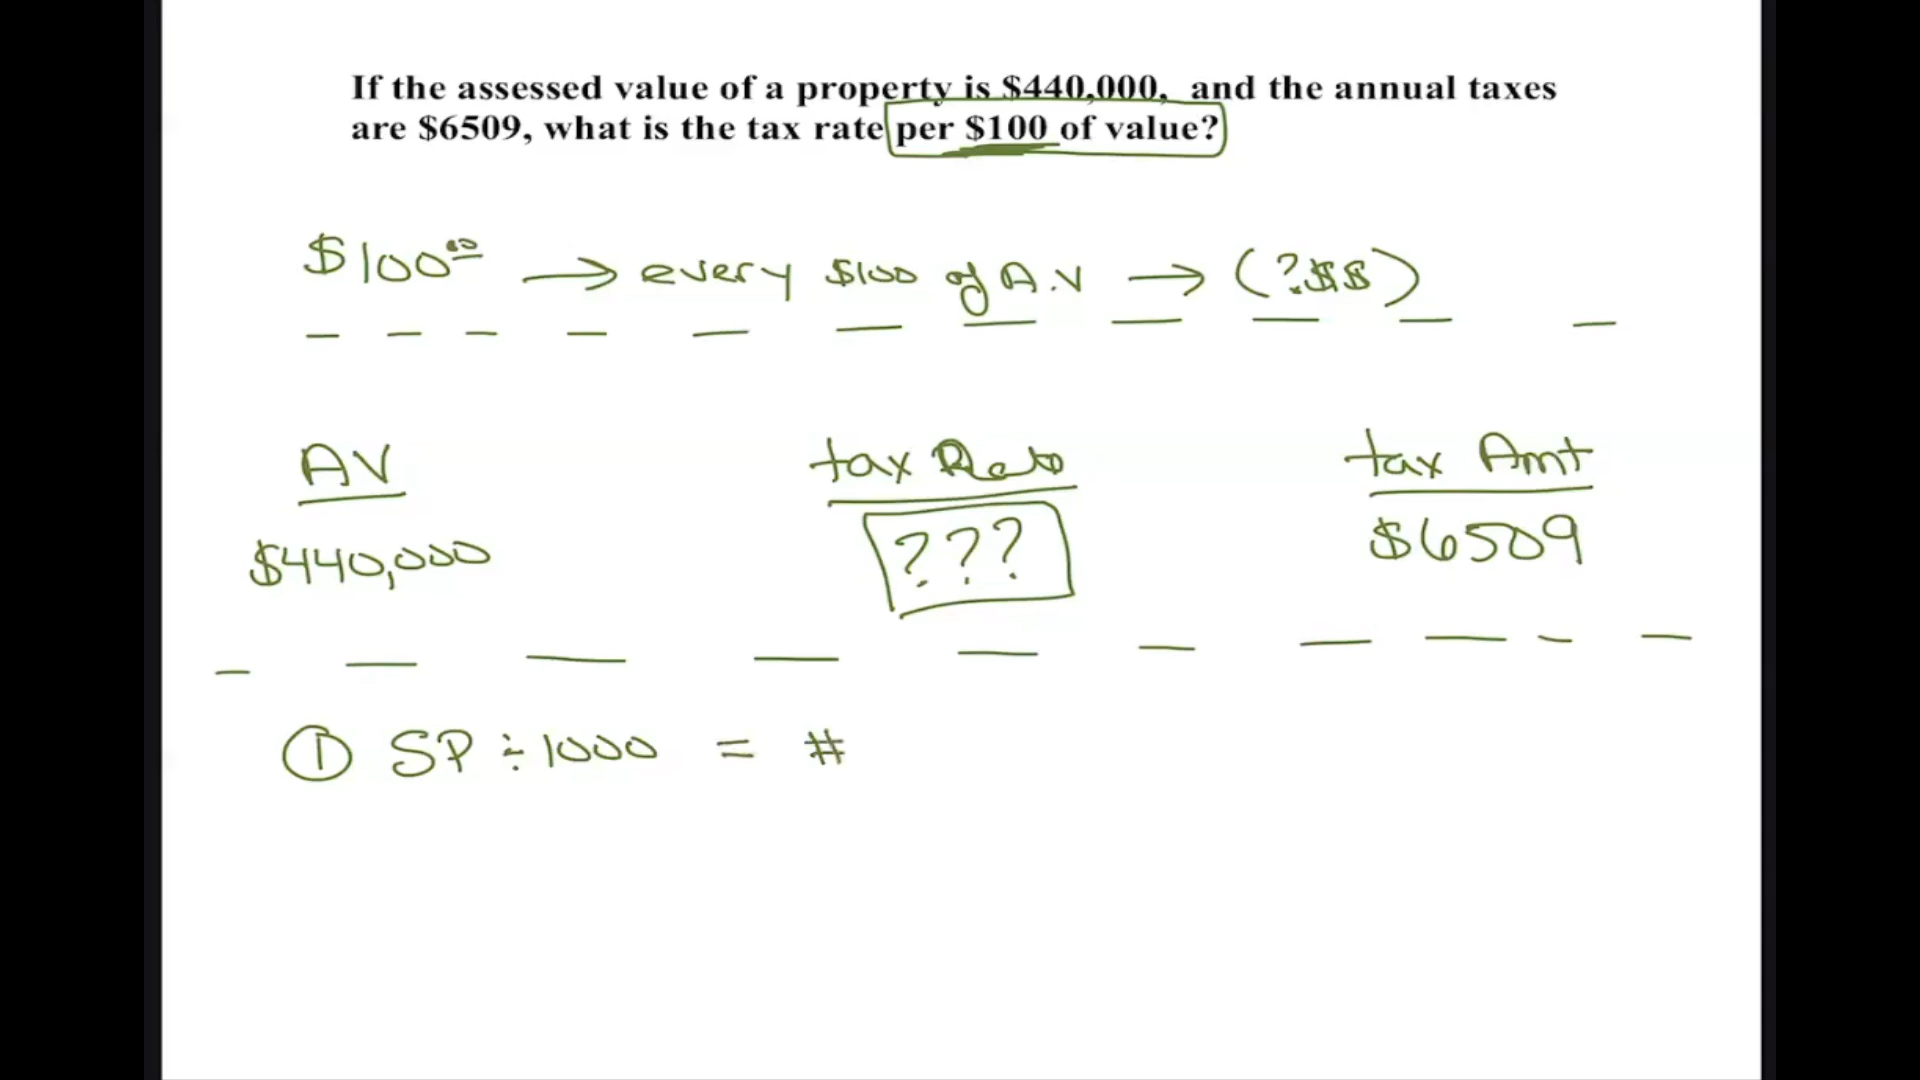 If the assessed value of a property is $440,000, and the annual taxes
are $6509, what is the tax rate per $100 of value?
$100.00 → every $100 of A.V → (?$$)
AV tax Rate tax Amt
$440,000 ??? $6509
① SP ÷ 1000 = #